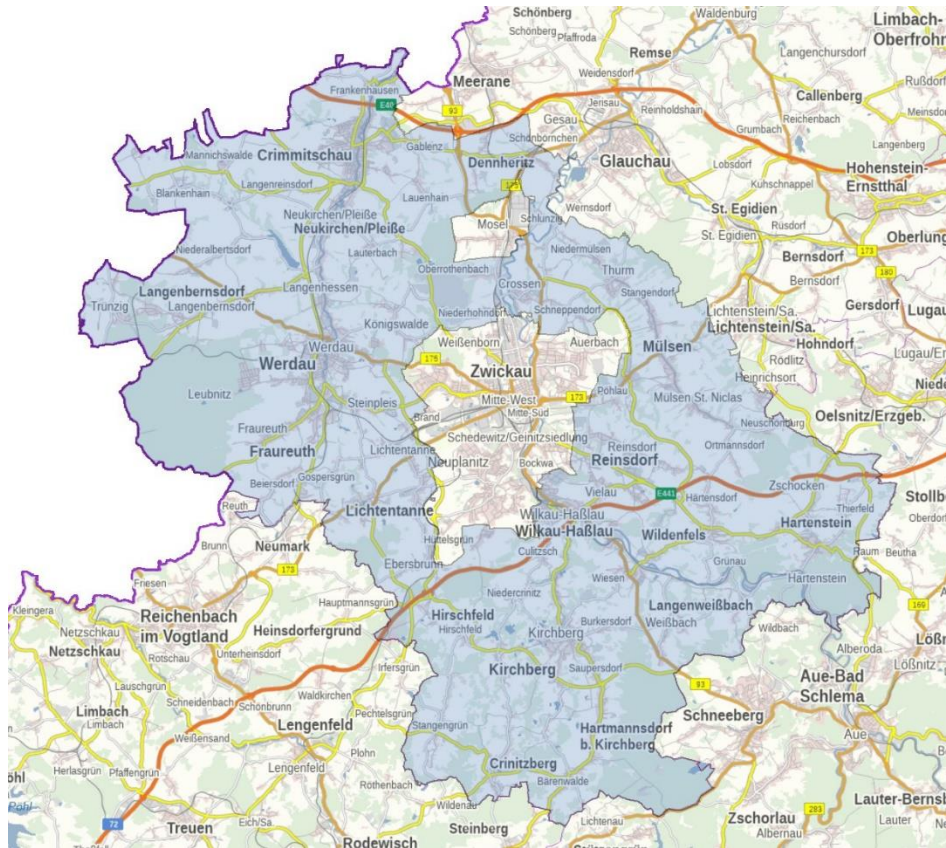 Schönberg
Schönberg
Pfaffroda
Waldenburg
Limbach-
Oberfrohn
Remse
Langenchursdorf
Meerane
Weidensdorf
Rußdorf
Frankenhausen
Callenberg
Jerisau
Reinholdshain
Meinsdor
E40
93
Gesau
Reichenbach
Schönbörnchen
Grumbach
Gablenz
Langenberg
Mannichswalde
Crimmitschau
Dennheritz
Glauchau
Lobsdorf
Hohenstein-
Ernstthal
Kuhschnappel
Langenreinsdorf
175
Blankenhain
Lauenhain
Wernsdorf
St. Egidien
Neukirchen/Pleiße
Neukirchen/Pleiße
Mosel
Schlunzig
Rüsdorf
St. Egidien
Oberlung
Niederalbertsdorf
Lauterbach
Niedermülsen
Bernsdorf
173
Oberrothenbach
Thurm
180
Langenbernsdorf
Langenhessen
Crossen
Stangendorf
Bernsdorf
Trünzig
Langenbernsdorf
Niederhohndorf
Schneppendorf
Lichtenstein/Sa.
Lichtenstein/Sa.
Gersdorf
Lugau
Königswalde
Weißenborn
Auerbach
Hohndorf
Werdau
Mülsen
Werdau
175
Rödlitz
Lugau/Er
Zwickau
Heinrichsort
Pöhlau
Niede
Leubnitz
Steinpleis
Mitte-West
173
Mülsen St. Niclas
Mitte-Süd
Oelsnitz/Erzgeb.
Brand
Neuschönburg
Fraureuth
Schedewitz/Geinitzsiedlung
Ortmannsdorf
Lichtentanne
Reinsdorf
Fraureuth
Neuplanitz
Bockwa
Reinsdorf
Gospersgrün
Zschocken
Beiersdorf
Vielau
E441
Härtensdorf
Stollb
Reuth
Lichtentanne
Wilkau-Haßlau
Thierfeld
Oberdor
Wilkau-Haßlau
Hartenstein
Brunn
Neumark
Hüttelsgrün
Wildenfels
Culitzsch
Raum
Beutha
173
Ebersbrunn
Grünau
Friesen
Wiesen
Hartenstein
Kleingera
Hauptmannsgrün
Niedercrinitz
Langenweißbach
169
Reichenbach
im Vogtland
Hirschfeld
Burkersdorf
Weißbach
Netzschkau
Heinsdorfergrund
Hirschfeld
Kirchberg
Wildbach
Netzschkau
Alberoda
Lößn
Rotschau
Unterheinsdorf
Irfersgrün
Saupersdorf
Lößnitz
Kirchberg
Aue-Bad
Schlema
Lauschgrün
Waldkirchen
93
Limbach
Schneidenbach
Schönbrunn
Pechtelsgrün
Schneeberg
Limbach
Lengenfeld
Stangengrün
Hartmannsdorf
b. Kirchberg
Weißensand
Plohn
Aue
Herlasgrün
Pfaffengrün
Lengenfeld
Crinitzberg
öhl
Röthenbach
Bärenwalde
Lauter-Bernsb
Pöhl
Wildenau
283
72
Treuen
Eich/Sa
Steinberg
Lichtenau
Zschorlau
Lauter
Albernau
Rodewisch